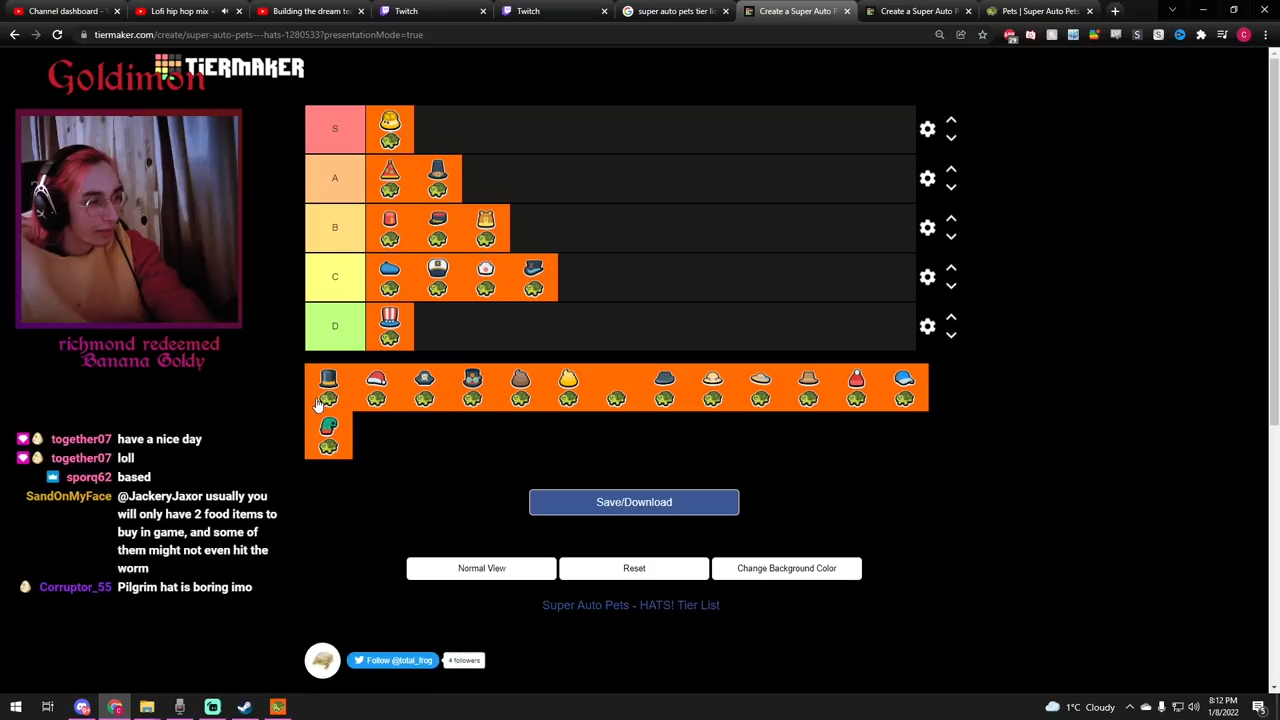 Channel dashboard
Lofi hip hop mix -
Building the dream te
Twitch
Twitch
super auto pets tier li
Create a Super Auto P
Create a Super Auto P
Pets | Super Auto Pets
tiermaker.com/create/super-auto-pets---hats-1280533?presentationMode=true
29
C
Goldimon
TIERMAKER
S
A
B
C
D
richmond redeemed
Banana Goldy
together07 have a nice day
together07 loll
sporq62 based
SandOnMyFace @JackeryJaxor usually you
will only have 2 food items to
buy in game, and some of
them might not even hit the
worm
Corruptor_55 Pilgrim hat is boring imo
Save/Download
Normal View
Reset
Change Background Color
Super Auto Pets - HATS! Tier List
Follow @total_frog
4 followers
1°C Cloudy
8:12 PM
1/8/2022